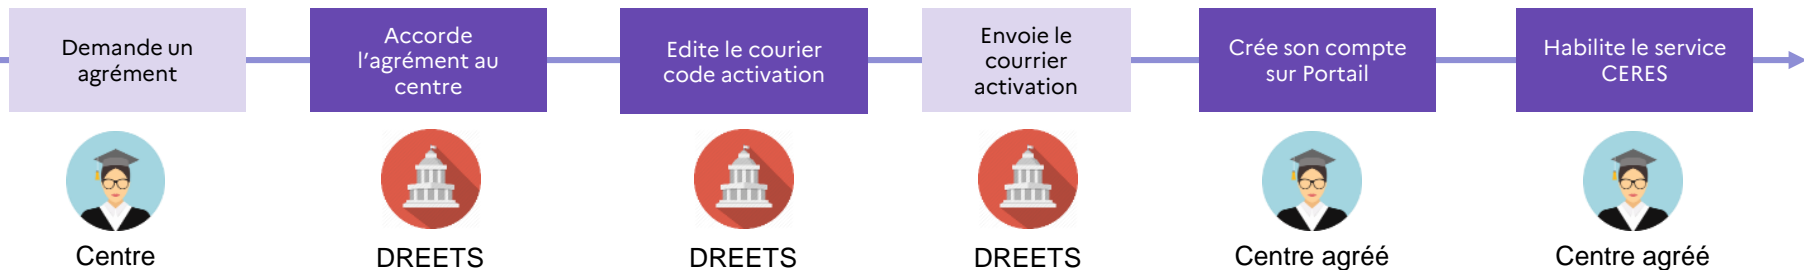 Demande un
agrément
Accorde
l'agrément au
centre
Edite le courier
code activation
Envoie le
courrier
activation
Crée son compte
sur Portail
Habilite le service
CERES
Centre
DREETS
DREETS
DREETS
Centre agréé
Centre agréé